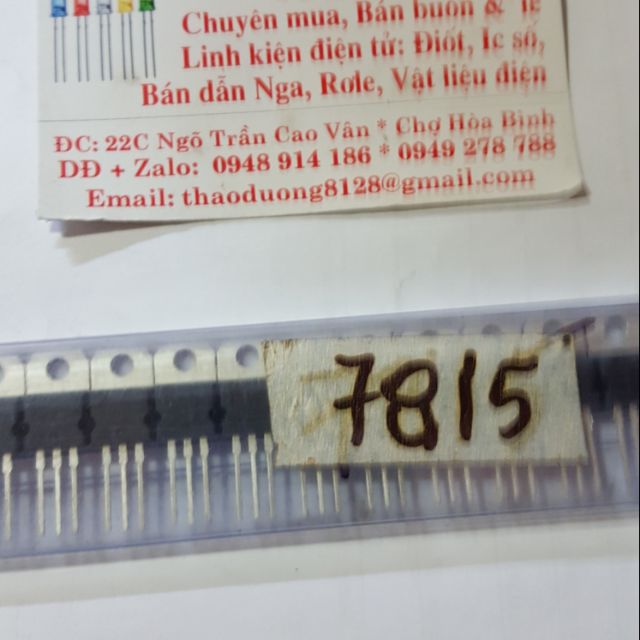 Chuyên mua, Bán buôn &
Linh kiện điện tử: Điốt, Ic số,
Bán dẫn Nga, Rơle, Vật liệu điện
ĐC: 22C Ngõ Trần Cao Vân * Chợ Hòa Bình
DĐ + Zalo: 0948 914 186 * 0949 278 788
Email: thaoduong8128@gmail.com
7815